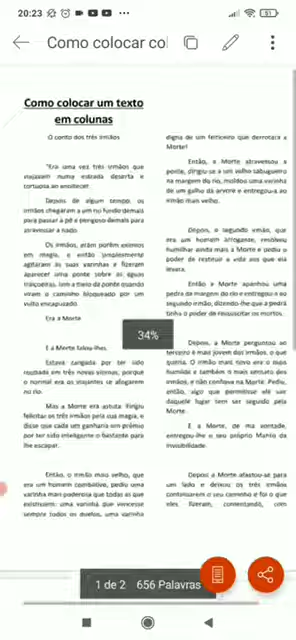 20:23
61
Como colocar co
Como colocar um texto
em colunas
O conto dos três irmãos
"Era uma vez três irmãos que
viajavam numa estrada deserta e
tortuosa ao anoitecer.
Depois de algum tempo, os
irmãos chegaram a um rio fundo demais
para passar a pé e perigoso demais para
atravessar a nado.
Os irmãos, eram porém exímios
em magia, e então simplesmente
agitaram as suas varinhas e fizeram
aparecer uma ponte sobre as águas
traiçoeiras. Iam a meio da ponte quando
viram o caminho bloqueado por um
vulto encapuzado.
Era a Morte
E a Morte falou-lhes.
Estava zangada por ter sido
roubada em três novas vítimas, porque
o normal era os viajantes se afogarem
no rio.
Mas a Morte era astuta. Fingiu
felicitar os três irmãos pela sua magia, e
disse que cada um ganharia um prémio
por ter sido inteligente o bastante para
lhe escapar.
Então, o irmão mais velho, que
era um homem combativo, pediu uma
varinha mais poderosa que todas as que
existissem: uma varinha que vencesse
sempre todos os duelos, uma varinha
digna de um feiticeiro que derrotara a
Morte!
Então, a Morte atravessou a
ponte, dirigiu-se a um velho sabugueiro
na margem do rio, moldou uma varinha
de um galho da árvore e entregou-a ao
irmão mais velho.
Depois, o segundo irmão, que
era um homem arrogante, resolveu
humilhar ainda mais a Morte e pediu o
poder de restituir a vida aos que ela
levara.
Então a Morte apanhou uma
pedra da margem do rio e entregou-a ao
segundo irmão, dizendo-lhe que a pedra
tinha o poder de ressuscitar os mortos.
Depois, a Morte perguntou ao
terceiro e mais jovem dos irmãos, o que
queria. O irmão mais novo era o mais
humilde e também o mais sensato dos
irmãos, e não confiava na Morte. Pediu,
então, algo que permitisse ele sair
daquele lugar sem ser seguido pela
Morte.
E a Morte, de má vontade,
entregou-lhe o seu próprio Manto da
Invisibilidade.
Depois a Morte afastou-se para
um lado e deixou os três irmãos
continuarem o seu caminho e foi o que
eles fizeram, comentando, com
34%
1 de 2 656 Palavras